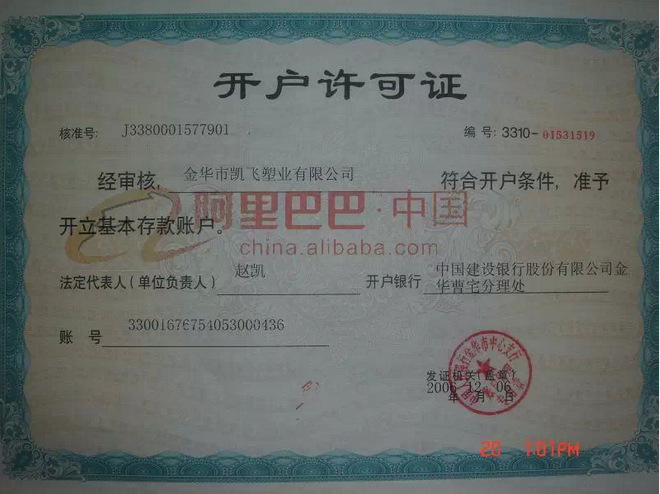 开户许可证
核准号: J3380001577901 编 号: 3310-01531519
经审核, 金华市凯飞塑业有限公司 符合开户条件, 准予
阿里巴巴·中国
开立基本存款账户。
china.alibaba.com
法定代表人(单位负责人) 赵凯 开户银行 中国建设银行股份有限公司金
华曹宅分理处
账 号 33001676754053000436
发证机关(盖章)
2006 12 06
年 月 日